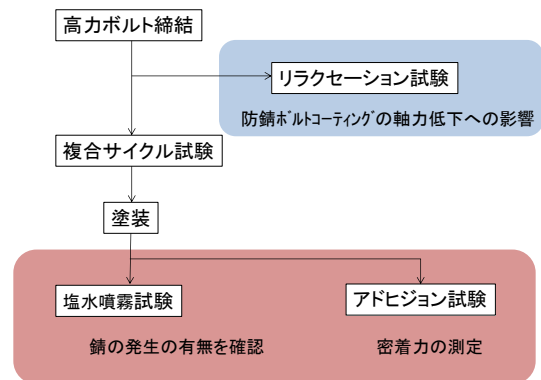 高力ボルト締結
リラクセーション試験
防錆ﾎﾞﾙﾄコーティングの軸力低下への影響
複合サイクル試験
塗装
塩水噴霧試験
アドヒジョン試験
錆の発生の有無を確認
密着力の測定